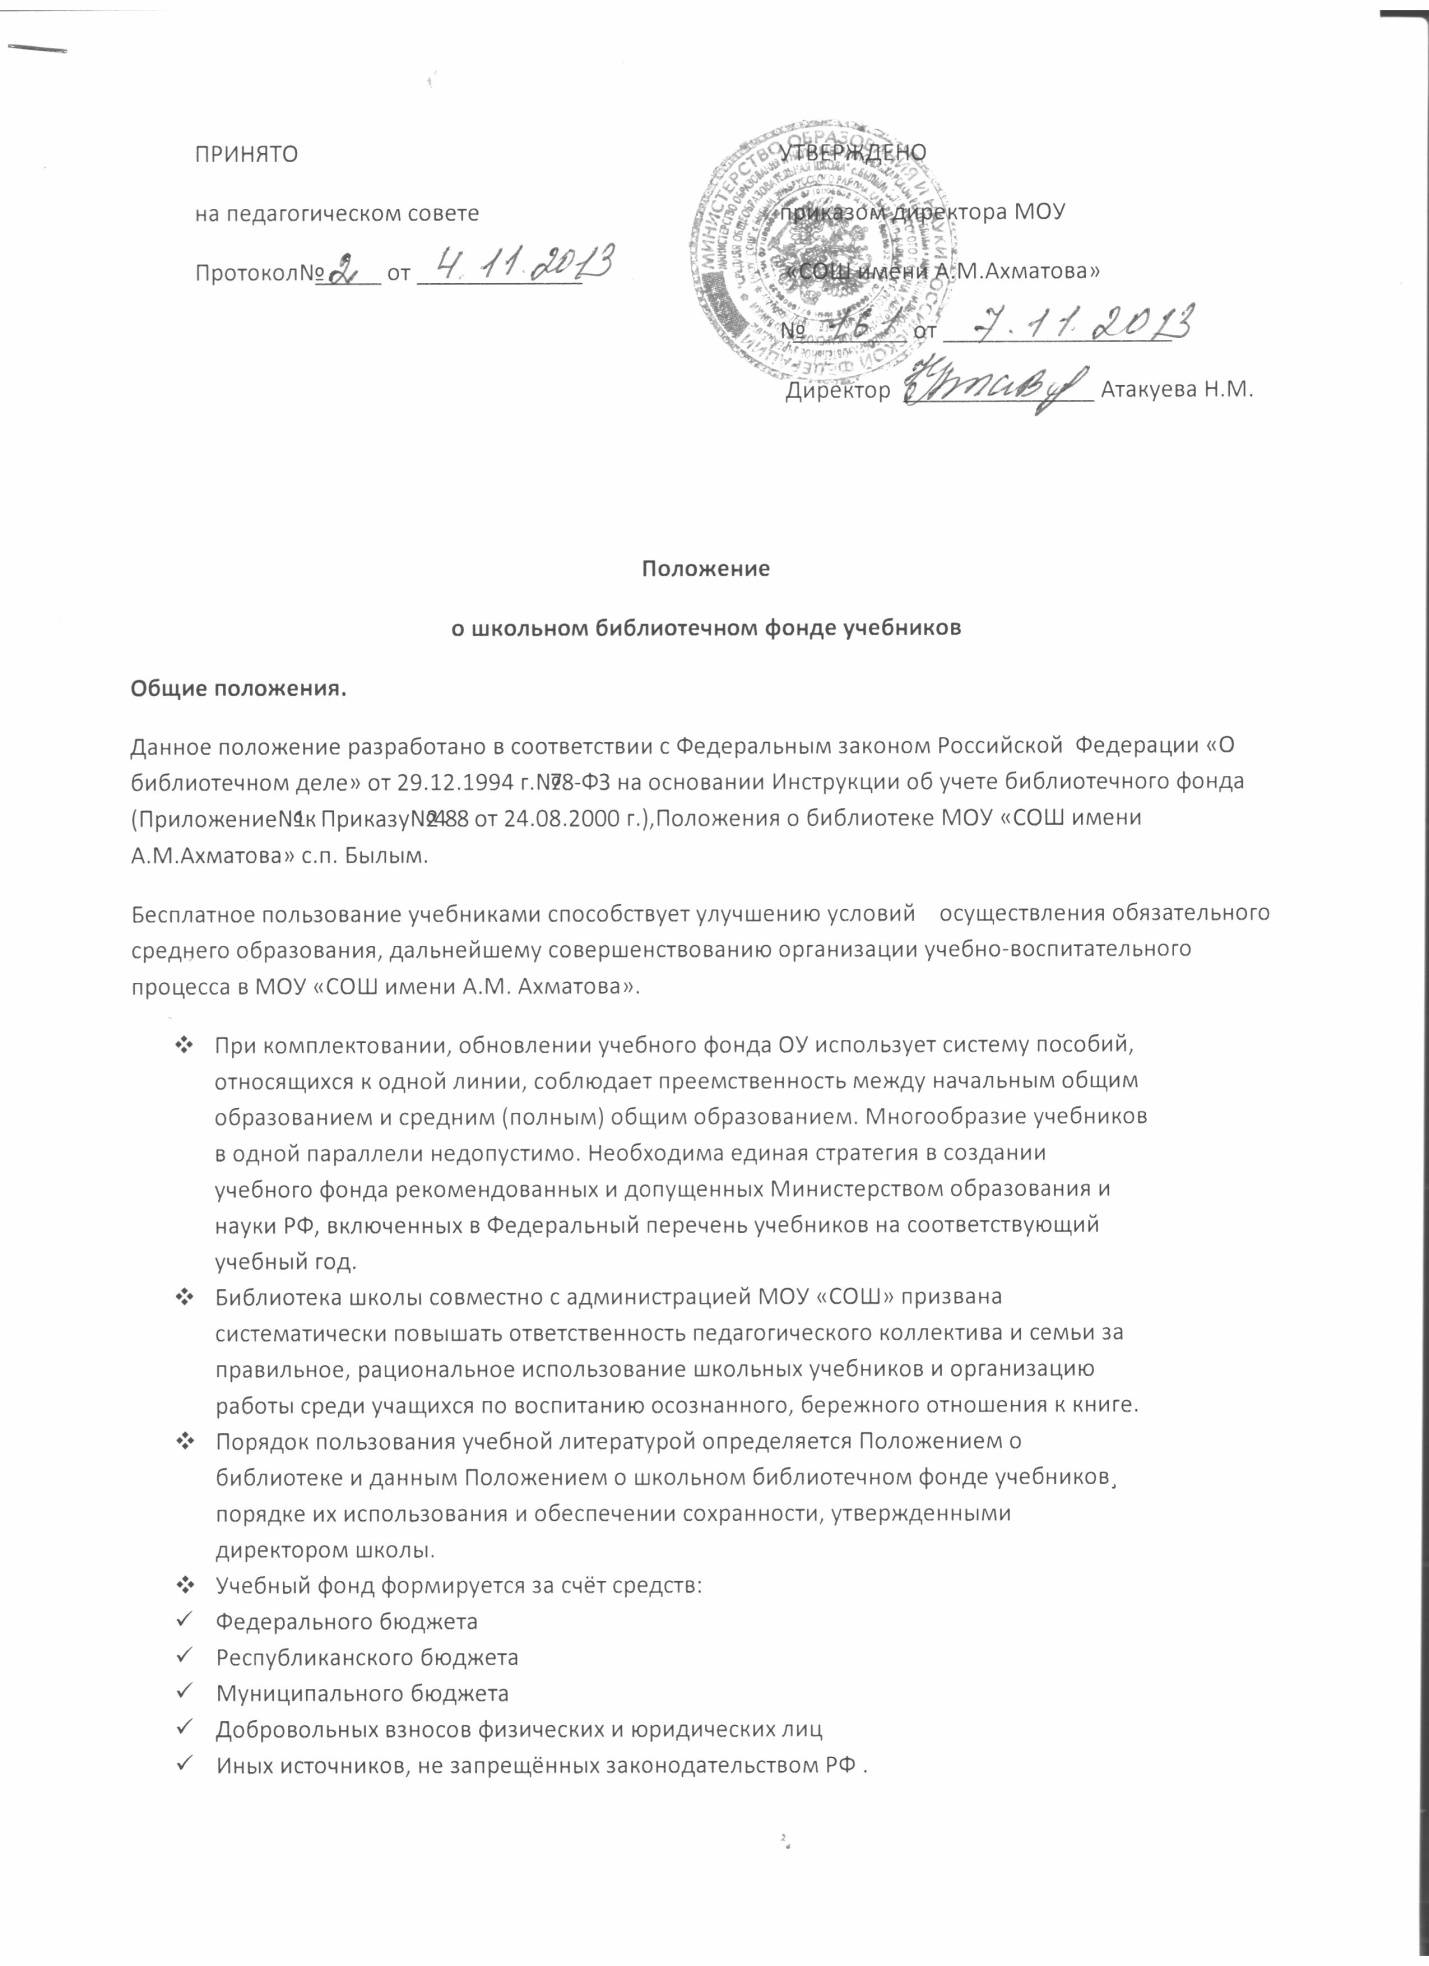 ПРИНЯТО
УТВЕРЖДЕНО
на педагогическом совете
приказом директора МОУ
Протокол№ 2 от 4.11.2013
«СОШ имени А.М.Ахматова»
№ 161 от 7.11.2013
Директор Атакуева Н.М.
МИНИСТЕРСТВО ОБРАЗОВАНИЯ И НАУКИ РОССИЙСКОЙ ФЕДЕРАЦИИ
Положение
о школьном библиотечном фонде учебников
Общие положения.
Данное положение разработано в соответствии с Федеральным законом Российской Федерации «О
библиотечном деле» от 29.12.1994 г.№78-ФЗ на основании Инструкции об учете библиотечного фонда
(Приложение№1к Приказу№2488 от 24.08.2000 г.),Положения о библиотеке МОУ «СОШ имени
А.М.Ахматова» с.п. Былым.
Бесплатное пользование учебниками способствует улучшению условий осуществления обязательного
среднего образования, дальнейшему совершенствованию организации учебно-воспитательного
процесса в МОУ «СОШ имени А.М. Ахматова».
❖ При комплектовании, обновлении учебного фонда ОУ использует систему пособий,
относящихся к одной линии, соблюдает преемственность между начальным общим
образованием и средним (полным) общим образованием. Многообразие учебников
в одной параллели недопустимо. Необходима единая стратегия в создании
учебного фонда рекомендованных и допущенных Министерством образования и
науки РФ, включенных в Федеральный перечень учебников на соответствующий
учебный год.
❖ Библиотека школы совместно с администрацией МОУ «СОШ» призвана
систематически повышать ответственность педагогического коллектива и семьи за
правильное, рациональное использование школьных учебников и организацию
работы среди учащихся по воспитанию осознанного, бережного отношения к книге.
❖ Порядок пользования учебной литературой определяется Положением о
библиотеке и данным Положением о школьном библиотечном фонде учебников,
порядке их использования и обеспечении сохранности, утвержденными
директором школы.
❖ Учебный фонд формируется за счёт средств:
✓ Федерального бюджета
✓ Республиканского бюджета
✓ Муниципального бюджета
✓ Добровольных взносов физических и юридических лиц
✓ Иных источников, не запрещённых законодательством РФ .